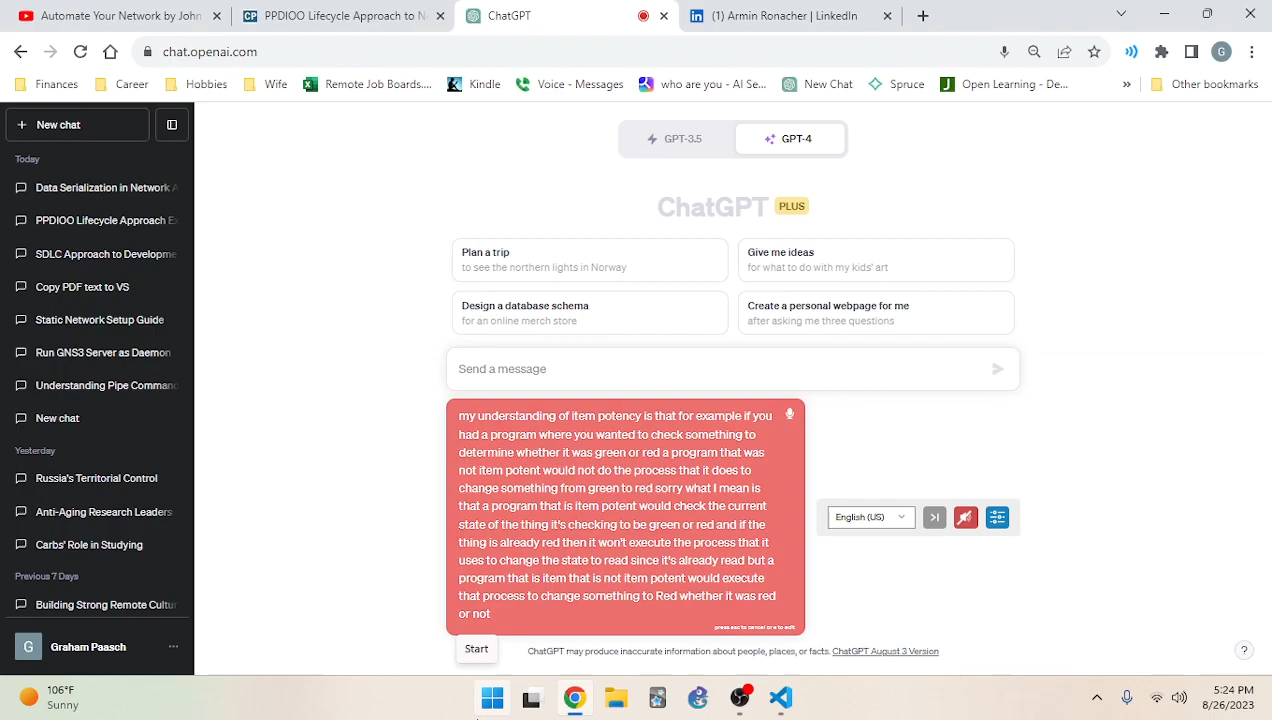 Automate Your Network by John
PPDIOO Lifecycle Approach to N
ChatGPT
(1) Armin Ronacher | LinkedIn
chat.openai.com
Finances
Career
Hobbies
Wife
Remote Job Boards....
Kindle
Voice - Messages
who are you - AI Se...
New Chat
Spruce
Open Learning - De...
Other bookmarks
New chat
Today
Data Serialization in Network A
PPDIOO Lifecycle Approach Ex
SDLC Approach to Developme
Copy PDF text to VS
Static Network Setup Guide
Run GNS3 Server as Daemon
Understanding Pipe Command
New chat
Yesterday
Russia's Territorial Control
Anti-Aging Research Leaders
Carbs' Role in Studying
Previous 7 Days
Building Strong Remote Cultur
G
Graham Paasch
GPT-3.5
GPT-4
ChatGPT PLUS
Plan a trip
to see the northern lights in Norway
Give me ideas
for what to do with my kids' art
Design a database schema
for an online merch store
Create a personal webpage for me
after asking me three questions
Send a message
my understanding of item potency is that for example if you
had a program where you wanted to check something to
determine whether it was green or red a program that was
not item potent would not do the process that it does to
change something from green to red sorry what I mean is
that a program that is item potent would check the current
state of the thing it's checking to be green or red and if the
thing is already red then it won't execute the process that it
uses to change the state to read since it's already read but a
program that is item that is not item potent would execute
that process to change something to Red whether it was red
or not
press esc to cancel or e to edit
English (US)
Start
ChatGPT may produce inaccurate information about people, places, or facts. ChatGPT August 3 Version
?
106°F
Sunny
5:24 PM
8/26/2023